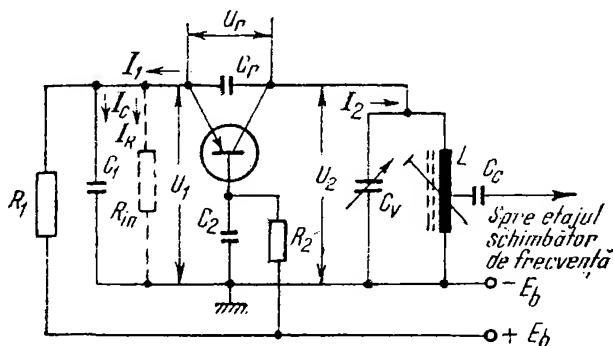 U_r
I_1
C_r
I_2
I_c
I_R
C_1
U_1
U_2
L
C_c
R_1
R_in
C_2
R_2
C_v
Spre etajul
schimbător
de frecvență
- E_b
+ E_b